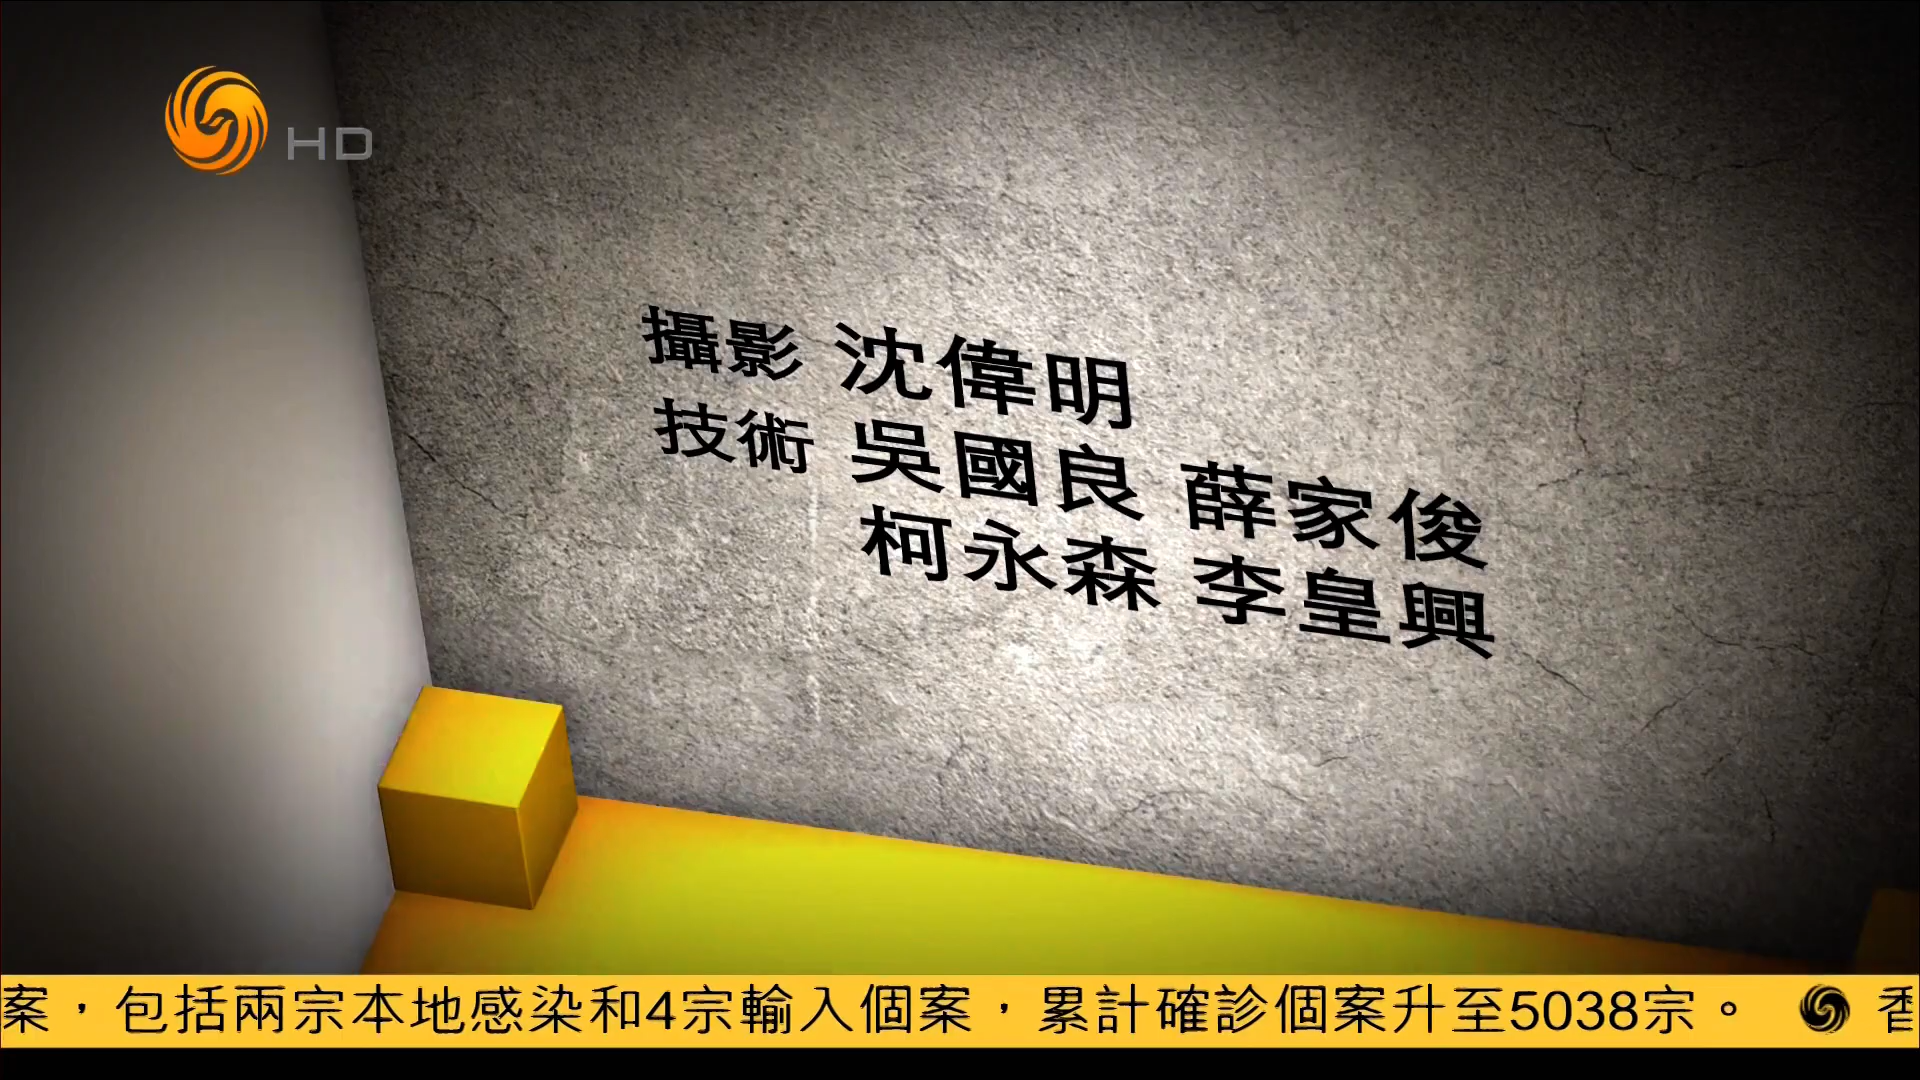 HD
攝影 沈偉明
技術 吳國良 薛家俊
柯永森 李皇興
案，包括兩宗本地感染和4宗輸入個案，累計確診個案升至5038宗。 香